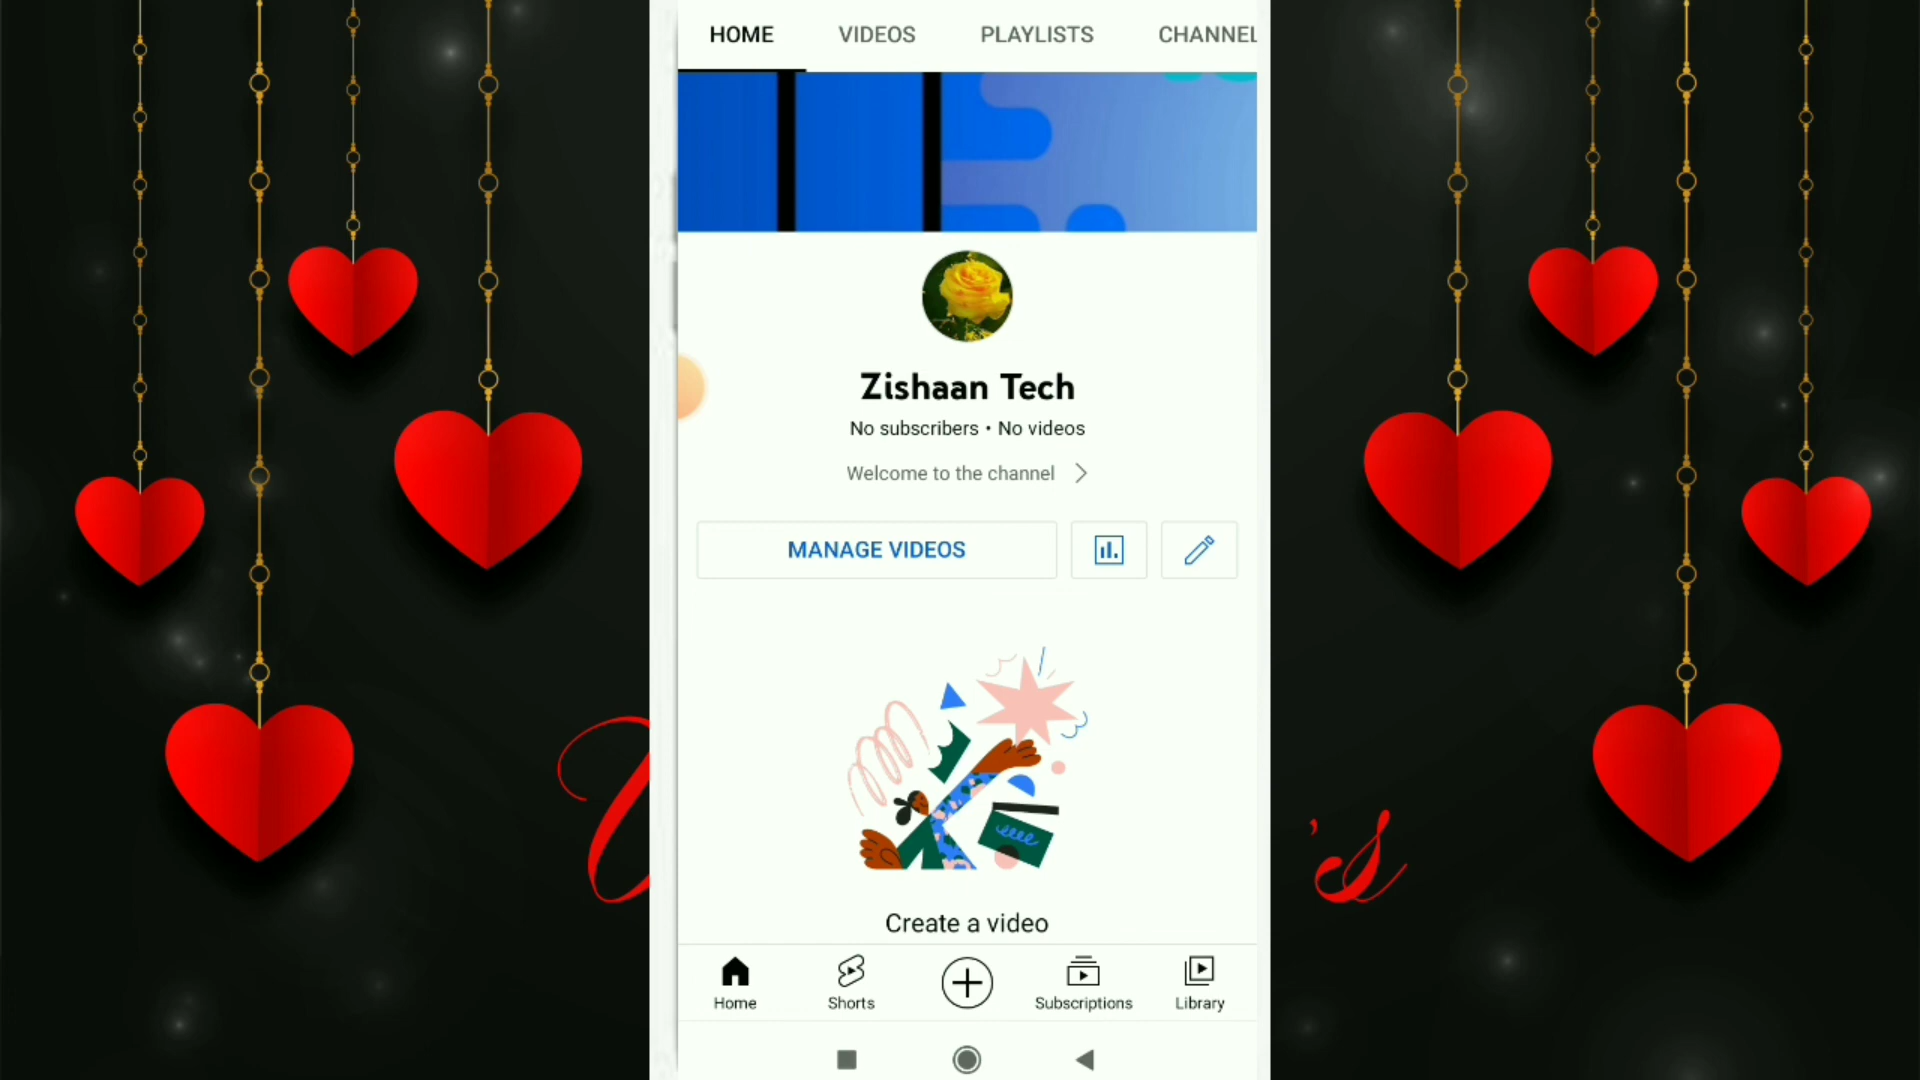 HOME VIDEOS PLAYLISTS CHANNEL
Zishaan Tech
No subscribers • No videos
Welcome to the channel
MANAGE VIDEOS
Create a video
Home Shorts Subscriptions Library
's